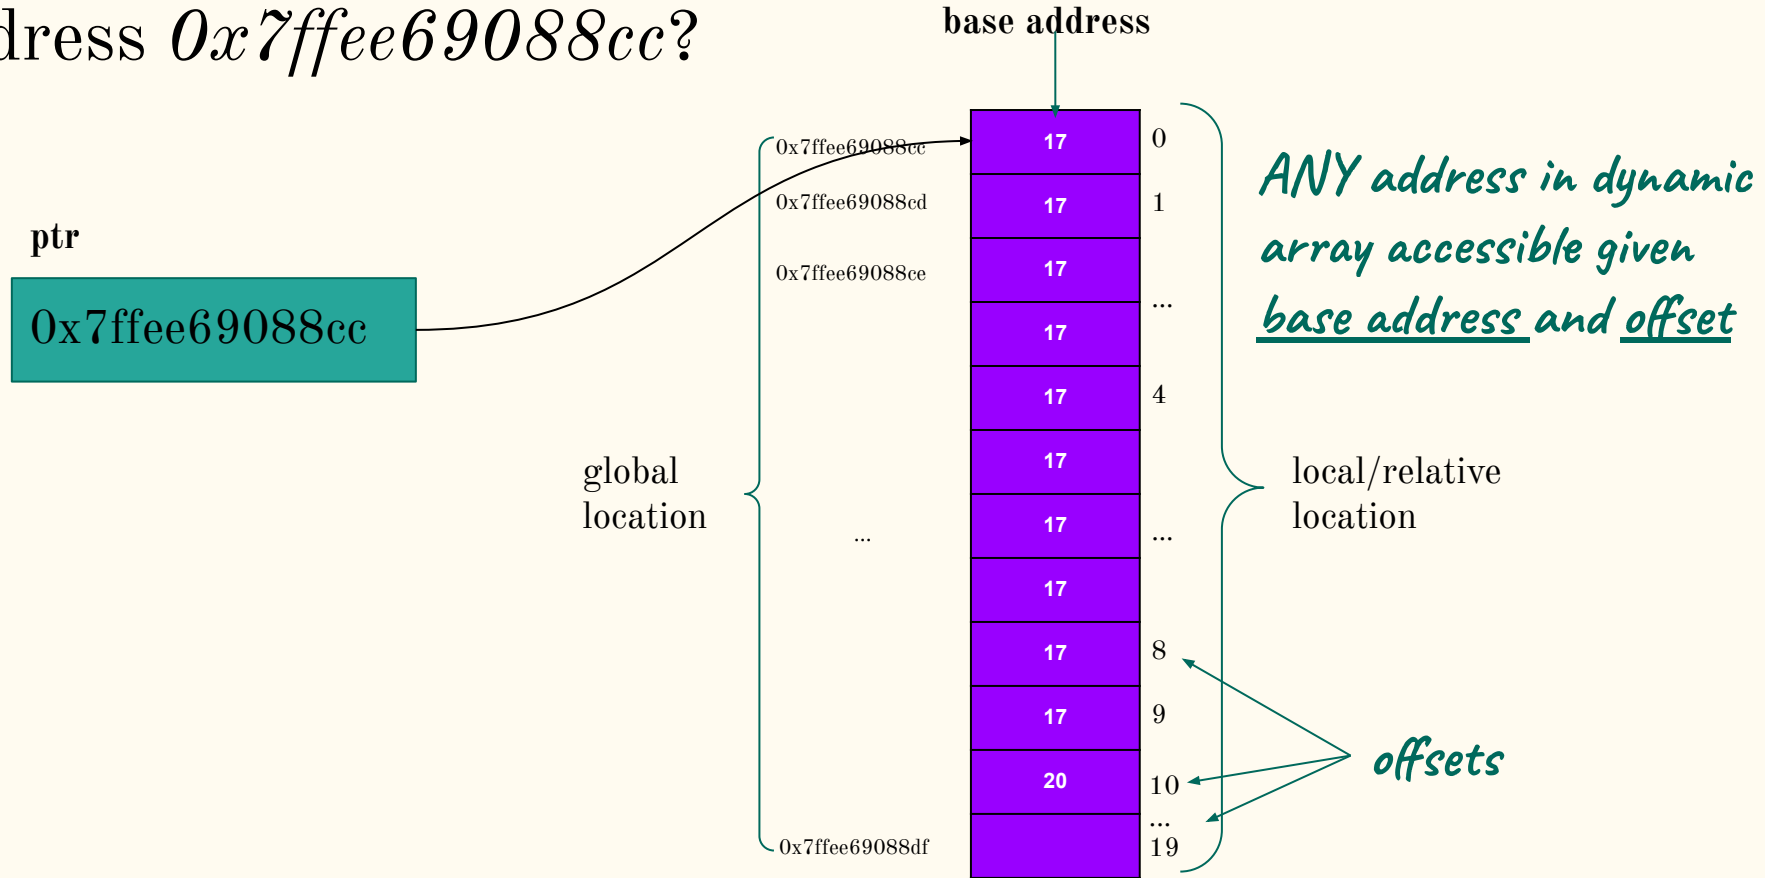 dress 0x7ffee69088cc?
base address
ptr
0x7ffee69088cc
global
location
0x7ffee69088cc
0x7ffee69088cd
0x7ffee69088ce
...
0x7ffee69088df
17
17
17
17
17
17
17
17
17
17
20
0
1
...
4
...
8
9
10
...
19
ANY address in dynamic
array accessible given
base address and offset
local/relative
location
offsets